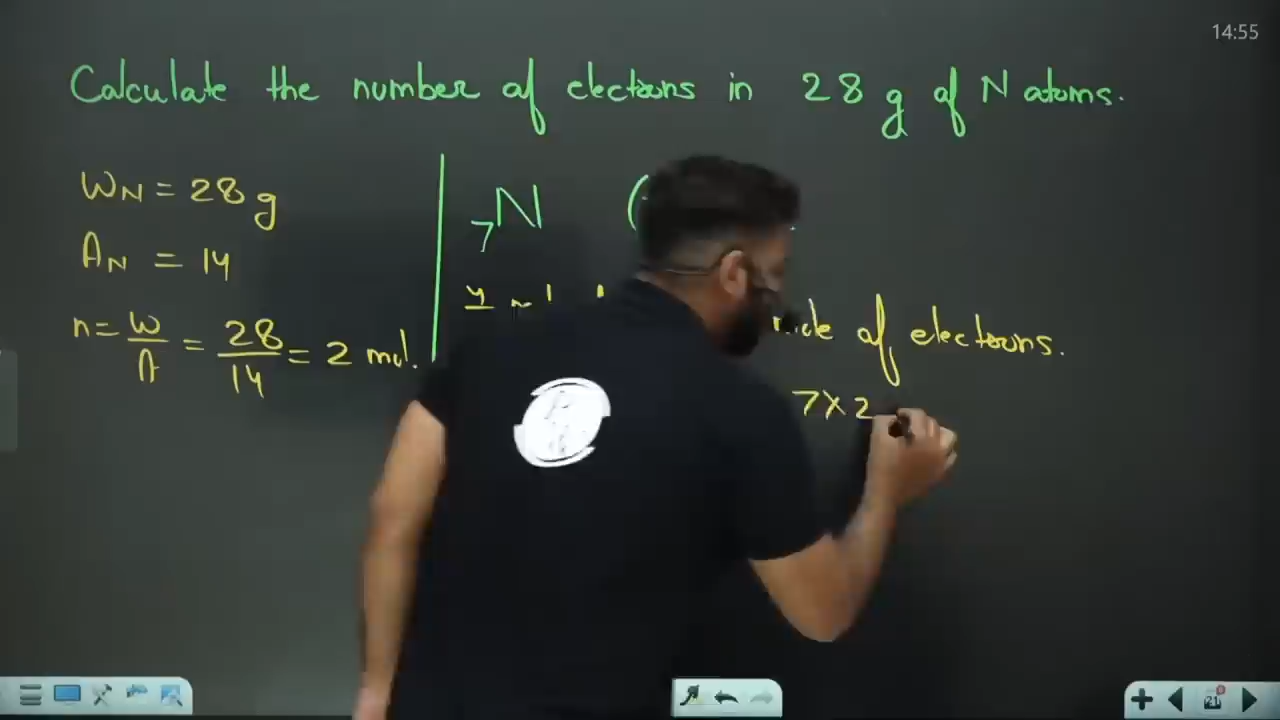 14:55
Calculate the number of electrons in 28 g of N atoms.
WN = 28 g
AN = 14
n = W/A = 28/14 = 2 mol.
7N (
of electrons.
7×2
21